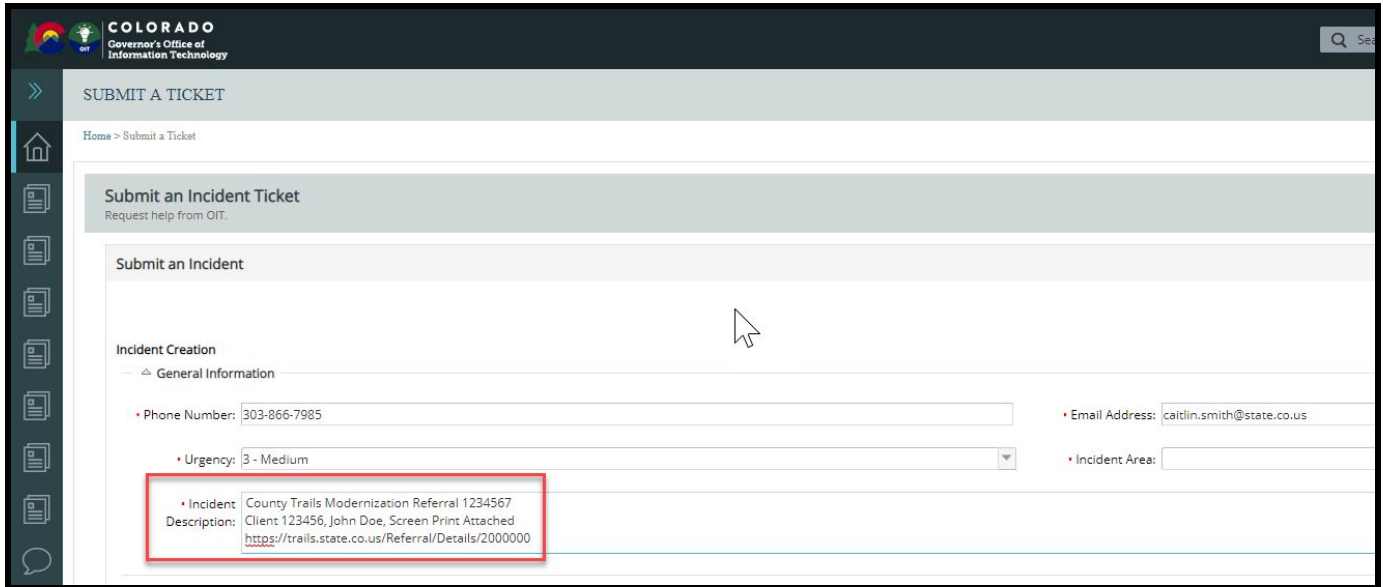 COLORADO
Governor's Office of
Information Technology
OIT
SUBMIT A TICKET
Home > Submit a Ticket
Submit an Incident Ticket
Request help from OIT.
Submit an Incident
Incident Creation
General Information
• Phone Number: 303-866-7985
• Email Address: caitlin.smith@state.co.us
• Urgency: 3 - Medium
• Incident Area:
• Incident Description:
County Trails Modernization Referral 1234567
Client 123456, John Doe, Screen Print Attached
https://trails.state.co.us/Referral/Details/2000000